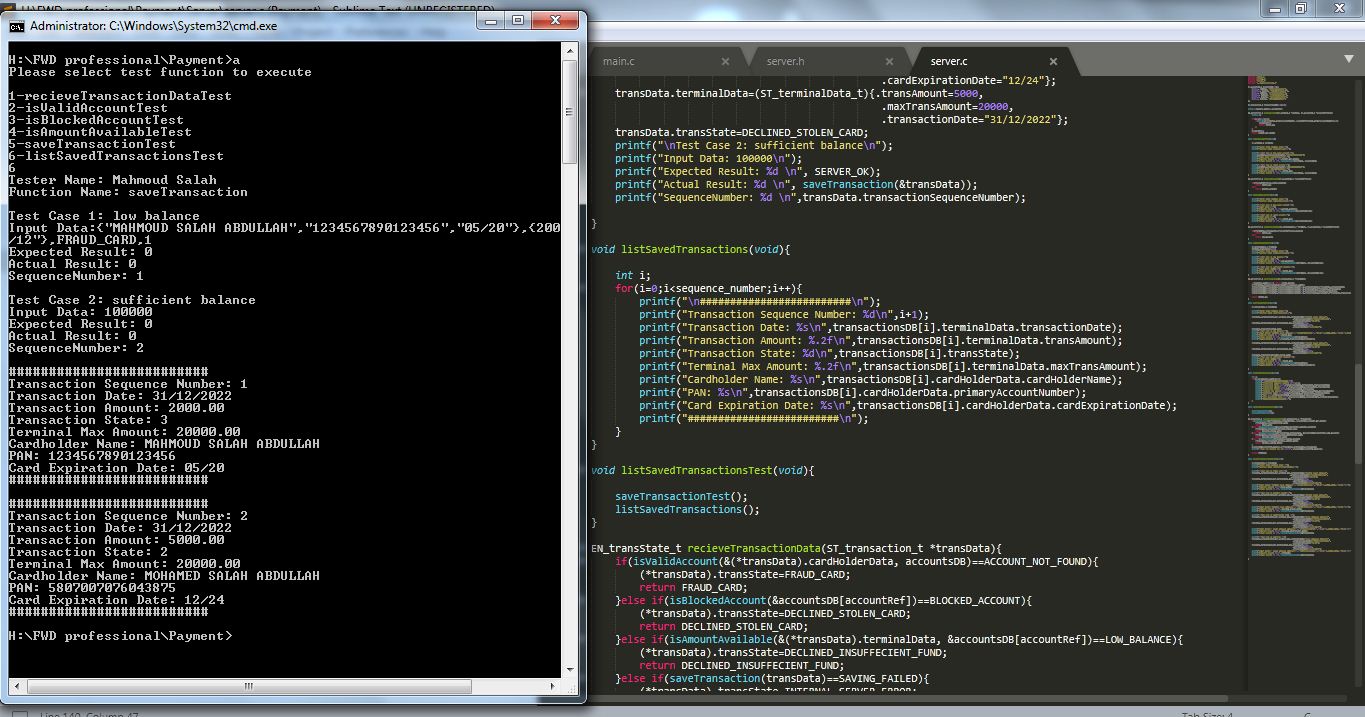 Administrator: C:\Windows\System32\cmd.exe
H:\FWD professional\Payment>a
Please select test function to execute
1-recieveTransactionDataTest
2-isValidAccountTest
3-isBlockedAccountTest
4-isAmountAvailableTest
5-saveTransactionTest
6-listSavedTransactionsTest
6
Tester Name: Mahmoud Salah
Function Name: saveTransaction
Test Case 1: low balance
Input Data:{"MAHMOUD SALAH ABDULLAH","1234567890123456","05/20"},{200
/12"},FRAUD_CARD,1
Expected Result: 0
Actual Result: 0
SequenceNumber: 1
Test Case 2: sufficient balance
Input Data: 100000
Expected Result: 0
Actual Result: 0
SequenceNumber: 2
#########################
Transaction Sequence Number: 1
Transaction Date: 31/12/2022
Transaction Amount: 2000.00
Transaction State: 3
Terminal Max Amount: 20000.00
Cardholder Name: MAHMOUD SALAH ABDULLAH
PAN: 1234567890123456
Card Expiration Date: 05/20
#########################
#########################
Transaction Sequence Number: 2
Transaction Date: 31/12/2022
Transaction Amount: 5000.00
Transaction State: 2
Terminal Max Amount: 20000.00
Cardholder Name: MOHAMED SALAH ABDULLAH
PAN: 5807007076043875
Card Expiration Date: 12/24
#########################
H:\FWD professional\Payment>
main.c
server.h
server.c
.cardExpirationDate="12/24"};
transData.terminalData=(ST_terminalData_t){.transAmount=5000,
.maxTransAmount=20000,
.transactionDate="31/12/2022"};
transData.transState=DECLINED_STOLEN_CARD;
printf("\nTest Case 2: sufficient balance\n");
printf("Input Data: 100000\n");
printf("Expected Result: %d \n", SERVER_OK);
printf("Actual Result: %d \n", saveTransaction(&transData));
printf("SequenceNumber: %d \n",transData.transactionSequenceNumber);
}
void listSavedTransactions(void){
int i;
for(i=0;i<sequence_number;i++){
printf("\n#########################\n");
printf("Transaction Sequence Number: %d\n",i+1);
printf("Transaction Date: %s\n",transactionsDB[i].terminalData.transactionDate);
printf("Transaction Amount: %.2f\n",transactionsDB[i].terminalData.transAmount);
printf("Transaction State: %d\n",transactionsDB[i].transState);
printf("Terminal Max Amount: %.2f\n",transactionsDB[i].terminalData.maxTransAmount);
printf("Cardholder Name: %s\n",transactionsDB[i].cardHolderData.cardHolderName);
printf("PAN: %s\n",transactionsDB[i].cardHolderData.primaryAccountNumber);
printf("Card Expiration Date: %s\n",transactionsDB[i].cardHolderData.cardExpirationDate);
printf("#########################\n");
}
}
void listSavedTransactionsTest(void){
saveTransactionTest();
listSavedTransactions();
}
EN_transState_t recieveTransactionData(ST_transaction_t *transData){
if(isValidAccount(&(*transData).cardHolderData, accountsDB)==ACCOUNT_NOT_FOUND){
(*transData).transState=FRAUD_CARD;
return FRAUD_CARD;
}else if(isBlockedAccount(&accountsDB[accountRef])==BLOCKED_ACCOUNT){
(*transData).transState=DECLINED_STOLEN_CARD;
return DECLINED_STOLEN_CARD;
}else if(isAmountAvailable(&(*transData).terminalData, &accountsDB[accountRef])==LOW_BALANCE){
(*transData).transState=DECLINED_INSUFFECIENT_FUND;
return DECLINED_INSUFFECIENT_FUND;
}else if(saveTransaction(transData)==SAVING_FAILED){